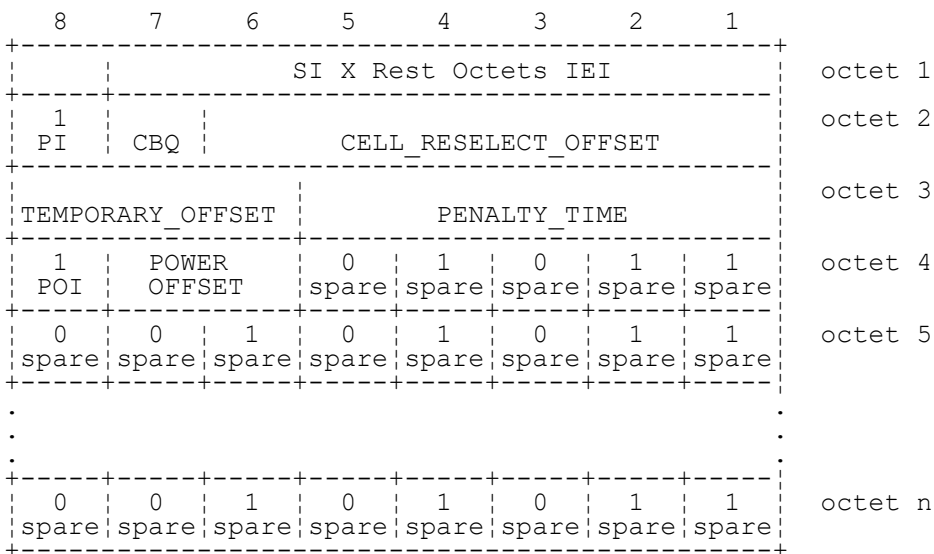 8 7 6 5 4 3 2 1
SI X Rest Octets IEI octet 1
1 octet 2
PI CBQ CELL_RESELECT_OFFSET
octet 3
TEMPORARY_OFFSET PENALTY_TIME
1 POWER 0 1 0 1 1 octet 4
POI OFFSET spare spare spare spare spare
0 0 1 0 1 0 1 1 octet 5
spare spare spare spare spare spare spare spare
0 0 1 0 1 0 1 1 octet n
spare spare spare spare spare spare spare spare